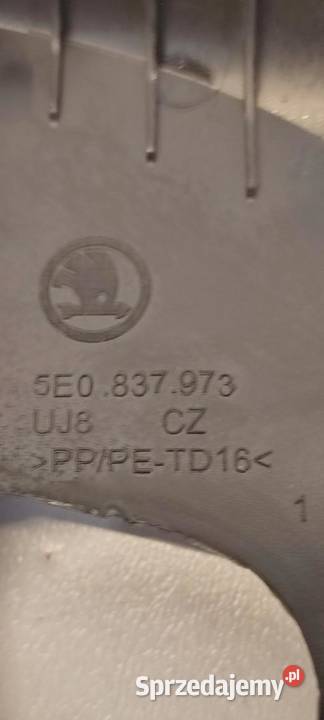 5E0.837.973
UJ8 CZ
>PP/PE-TD16<
1
Sprzedajemy.pl